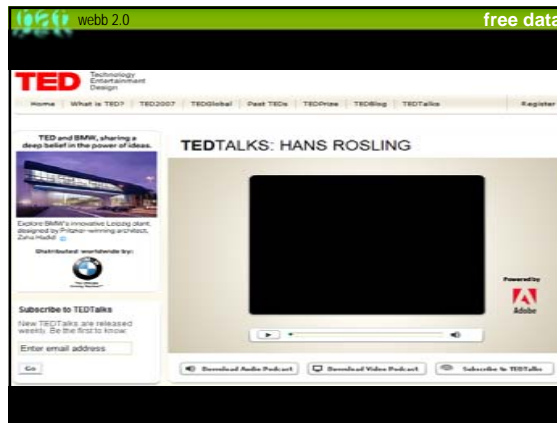 webb 2.0
free data
TED Technology
Entertainment
Design
Home What is TED? TED2007 TEDGlobal Past TEDs TEDPrize TEDBlog TEDTalks Register
TED and BMW, sharing a
deep belief in the power of ideas.
Explore BMW's innovative Leipzig plant,
designed by Pritzker-winning architect,
Zaha Hadid
Distributed worldwide by:
BMW
Subscribe to TEDTalks
New TEDTalks are released
weekly. Be the first to know:
Enter email address
Go
TEDTALKS: HANS ROSLING
Powered by
Adobe
Download Audio Podcast Download Video Podcast Subscribe to TEDTalks